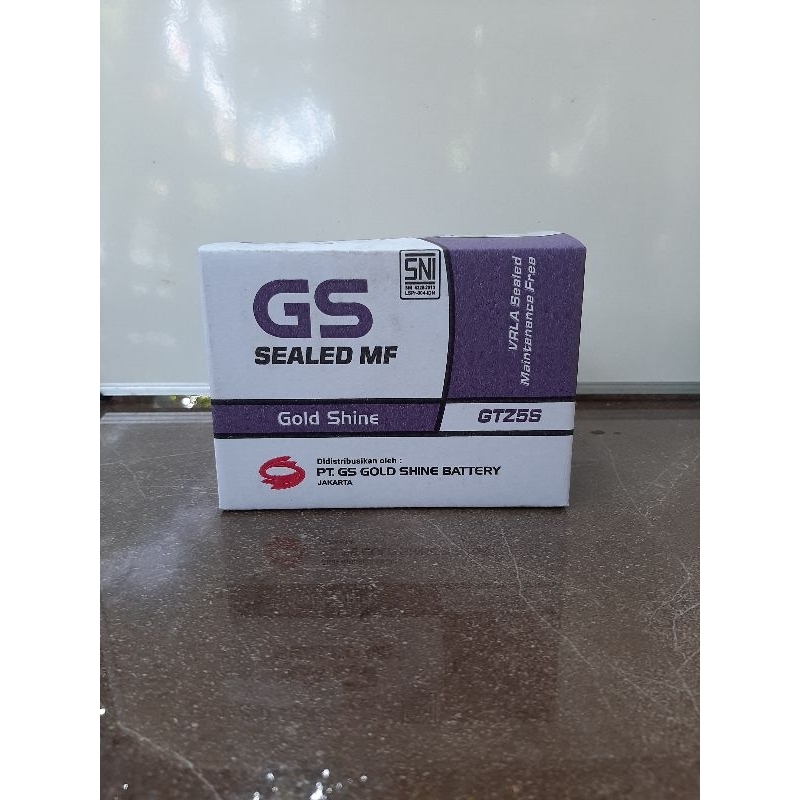 GS
SEALED MF
SNI
VRLA Sealed
Maintenance Free
Gold Shine
GTZ5S
Didistribusikan oleh :
PT. GS GOLD SHINE BATTERY
JAKARTA